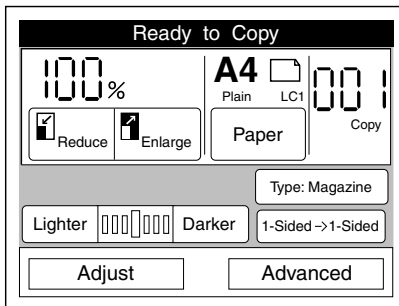 Ready to Copy
100%
A4
Plain LC1
001
Copy
Reduce Enlarge
Paper
Type: Magazine
Lighter Darker
1-Sided->1-Sided
Adjust Advanced